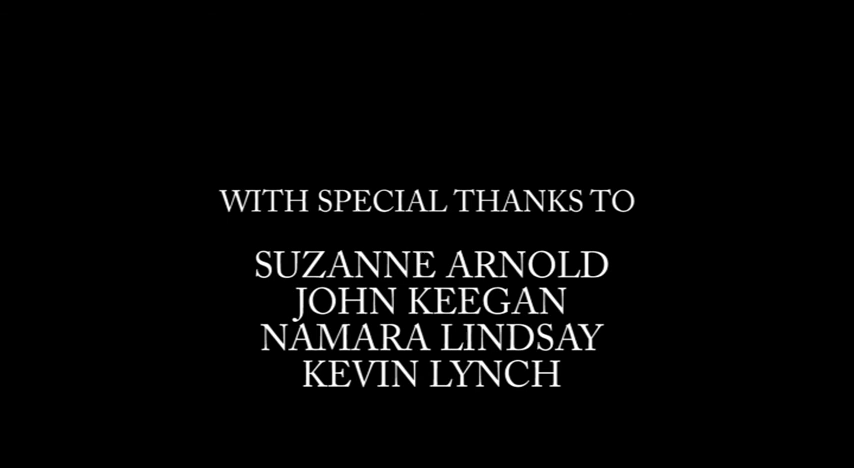 WITH SPECIAL THANKS TO
SUZANNE ARNOLD
JOHN KEEGAN
NAMARA LINDSAY
KEVIN LYNCH